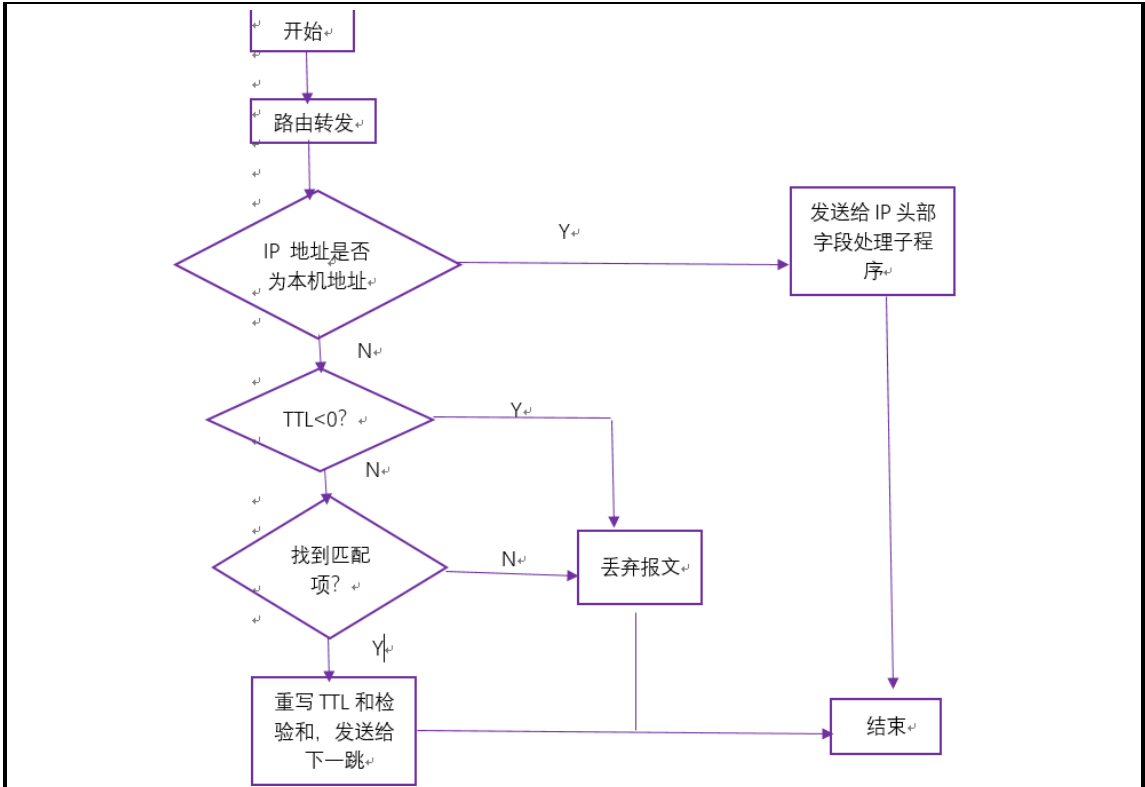 开始
路由转发
IP 地址是否
为本机地址
Y
发送给 IP 头部
字段处理子程
序
N
TTL<0?
Y
N
找到匹配
项?
N
丢弃报文
Y
重写 TTL 和检
验和，发送给
下一跳
结束